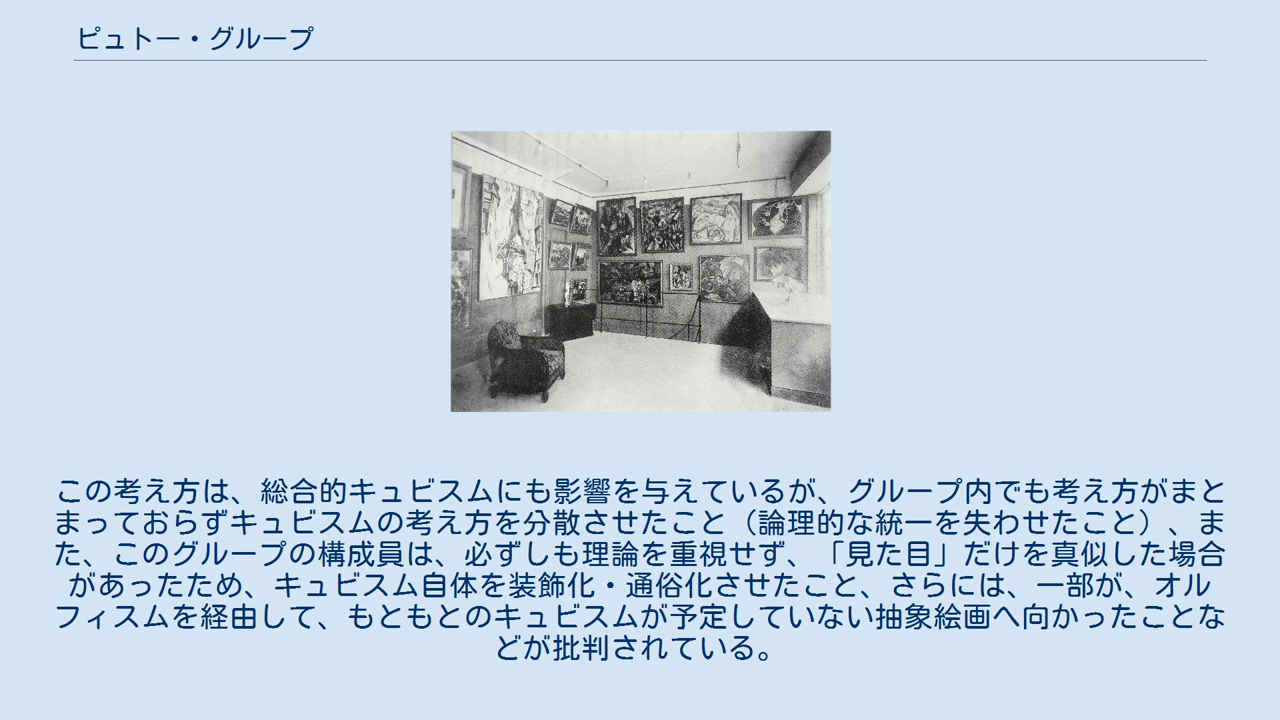 ピュトー・グループ
この考え方は、総合的キュビスムにも影響を与えているが、グループ内でも考え方がまと
まっておらずキュビスムの考え方を分散させたこと（論理的な統一を失わせたこと）、ま
た、このグループの構成員は、必ずしも理論を重視せず、「見た目」だけを真似した場合
があったため、キュビスム自体を装飾化・通俗化させたこと、さらには、一部が、オル
フィスムを経由して、もともとのキュビスムが予定していない抽象絵画へ向かったことな
どが批判されている。